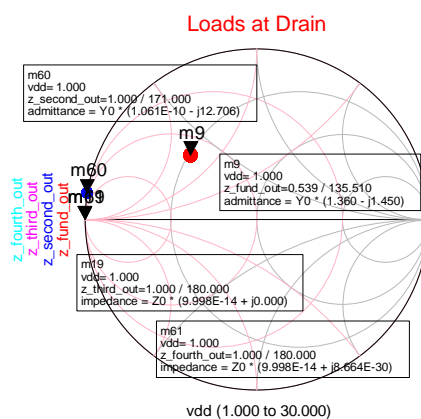 Loads at Drain
m60
vdd= 1.000
z_second_out=1.000 / 171.000
admittance = Y0 * (1.061E-10 - j12.706)
m9
m9
vdd= 1.000
z_fund_out=0.539 / 135.510
admittance = Y0 * (1.360 - j1.450)
m60
z_fourth_out
z_third_out
z_second_out
z_fund_out
m19
vdd= 1.000
z_third_out=1.000 / 180.000
impedance = Z0 * (9.998E-14 + j0.000)
m61
vdd= 1.000
z_fourth_out=1.000 / 180.000
impedance = Z0 * (9.998E-14 + j8.664E-30)
vdd (1.000 to 30.000)